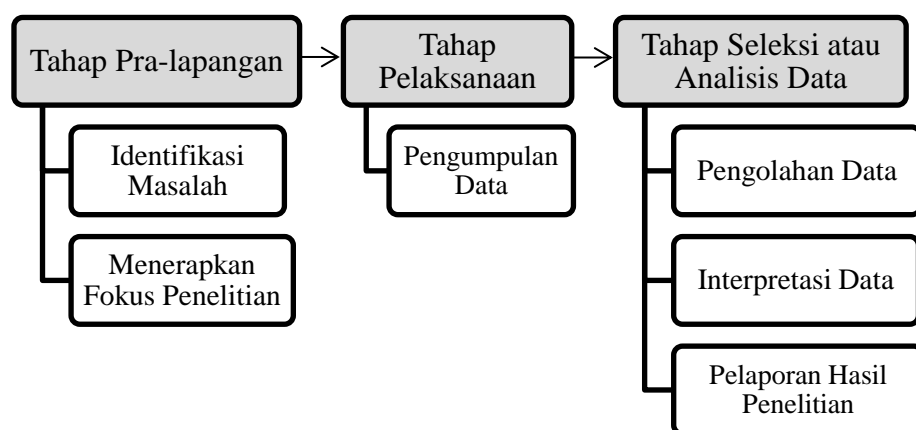 Tahap Pra-lapangan
Identifikasi
Masalah
Menerapkan
Fokus Penelitian
Tahap
Pelaksanaan
Pengumpulan
Data
Tahap Seleksi atau
Analisis Data
Pengolahan Data
Interpretasi Data
Pelaporan Hasil
Penelitian